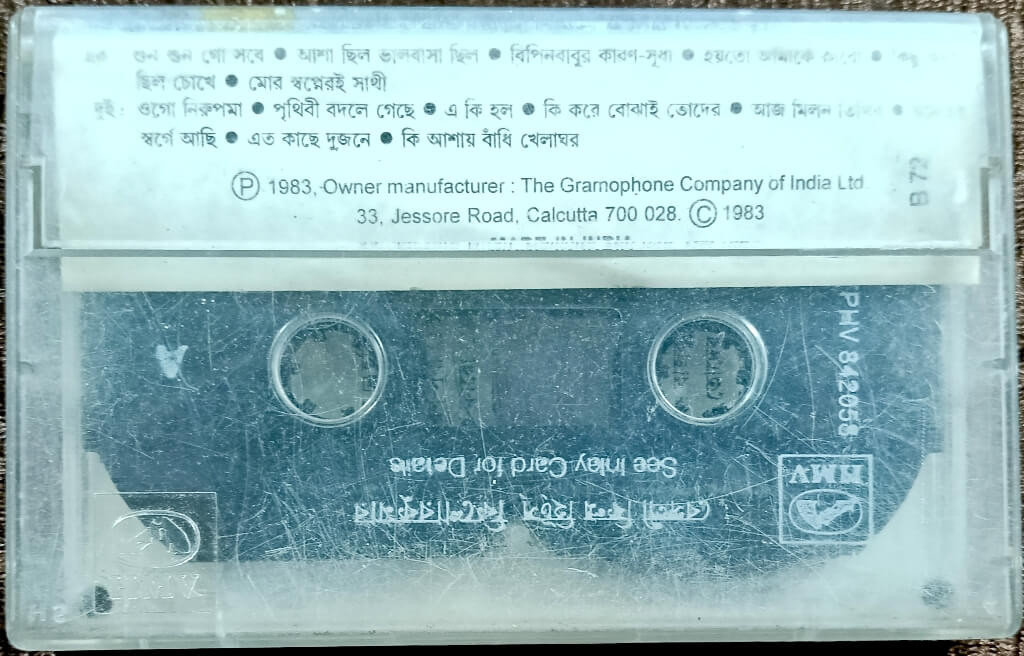 গুন গুন গো সবে ● আশা ছিল ভালবাসা ছিল ● বিপিনবাবুর কারণ-সুধা ● হয়তো আমাকে
ছিল চোখে ● মোর স্বপ্নেরই সাথী
দুই : ওগো নিরুপমা ● পৃথিবী বদলে গেছে ● এ কি হল ● কি করে বোঝাই তোদের ● আজ মিলন
স্বর্গে আছি ● এত কাছে দুজনে ● কি আশায় বাঁধি খেলাঘর
Ⓟ 1983, Owner manufacturer : The Gramophone Company of India Ltd.
33, Jessore Road, Calcutta 700 028. Ⓒ 1983
B 72
PHV 842058
See Inlay Card for Details
HMV